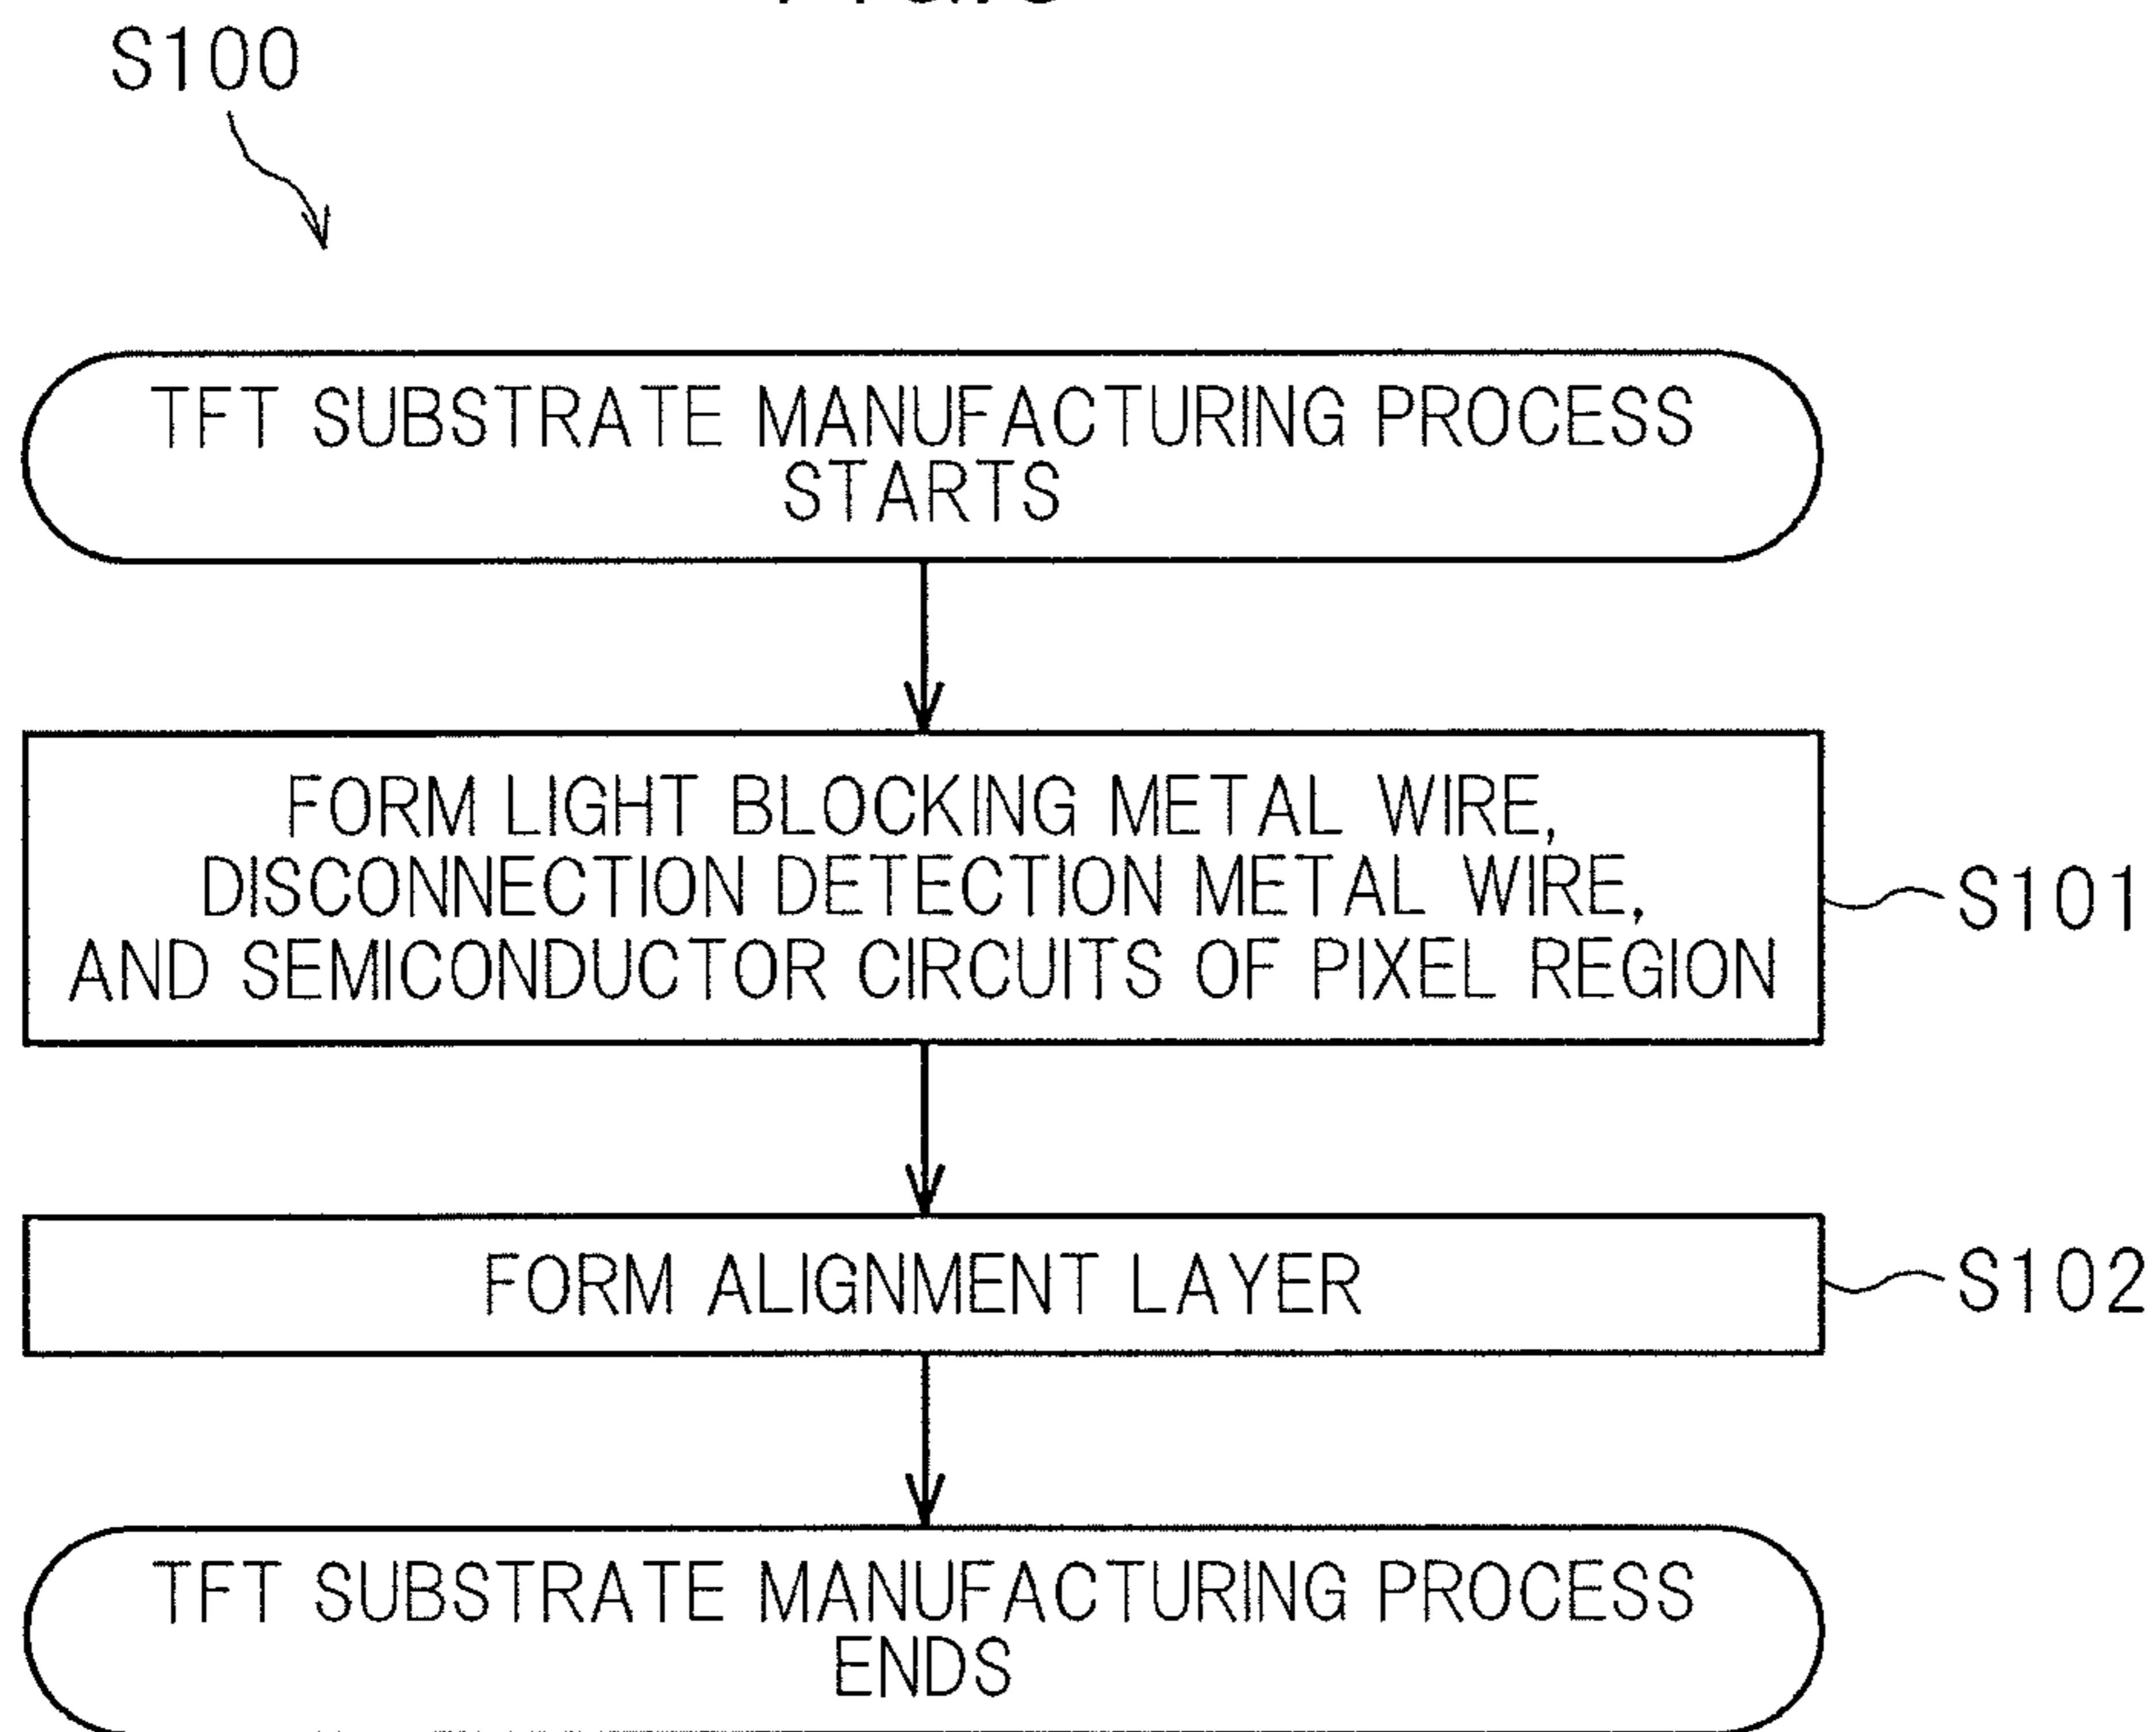 S100
TFT SUBSTRATE MANUFACTURING PROCESS
STARTS
FORM LIGHT BLOCKING METAL WIRE,
DISCONNECTION DETECTION METAL WIRE,
AND SEMICONDUCTOR CIRCUITS OF PIXEL REGION
S101
FORM ALIGNMENT LAYER
S102
TFT SUBSTRATE MANUFACTURING PROCESS
ENDS